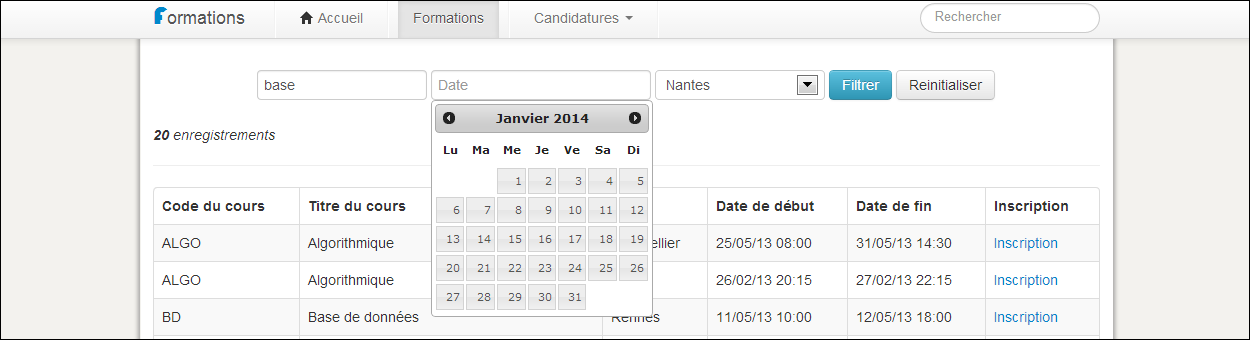 Formations Accueil Formations Candidatures Rechercher
base Date Nantes Filtrer Reinitialiser
20 enregistrements
Janvier 2014
Lu Ma Me Je Ve Sa Di
1 2 3 4 5
6 7 8 9 10 11 12
13 14 15 16 17 18 19
20 21 22 23 24 25 26
27 28 29 30 31
Code du cours Titre du cours Date de début Date de fin Inscription
ALGO Algorithmique ellier 25/05/13 08:00 31/05/13 14:30 Inscription
ALGO Algorithmique 26/02/13 20:15 27/02/13 22:15 Inscription
BD Base de données Rennes 11/05/13 10:00 12/05/13 18:00 Inscription